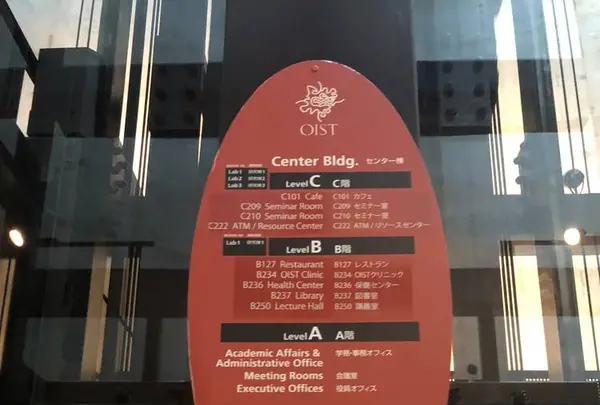 OIST
Center Bldg. センター棟
Lab1
Lab2
Lab3
Level C C階
C101 Cafe C101 カフェ
C209 Seminar Room C209 セミナー室
C210 Seminar Room C210 セミナー室
C222 ATM / Resource Center C222 ATM / リソースセンター
Lab1
Level B B階
B127 Restaurant B127 レストラン
B234 OIST Clinic B234 OISTクリニック
B236 Health Center B236 保健センター
B237 Library B237 図書室
B250 Lecture Hall B250 講義室
Level A A階
Academic Affairs & 学務・事務オフィス
Administrative Office
Meeting Rooms 会議室
Executive Offices 役員オフィス